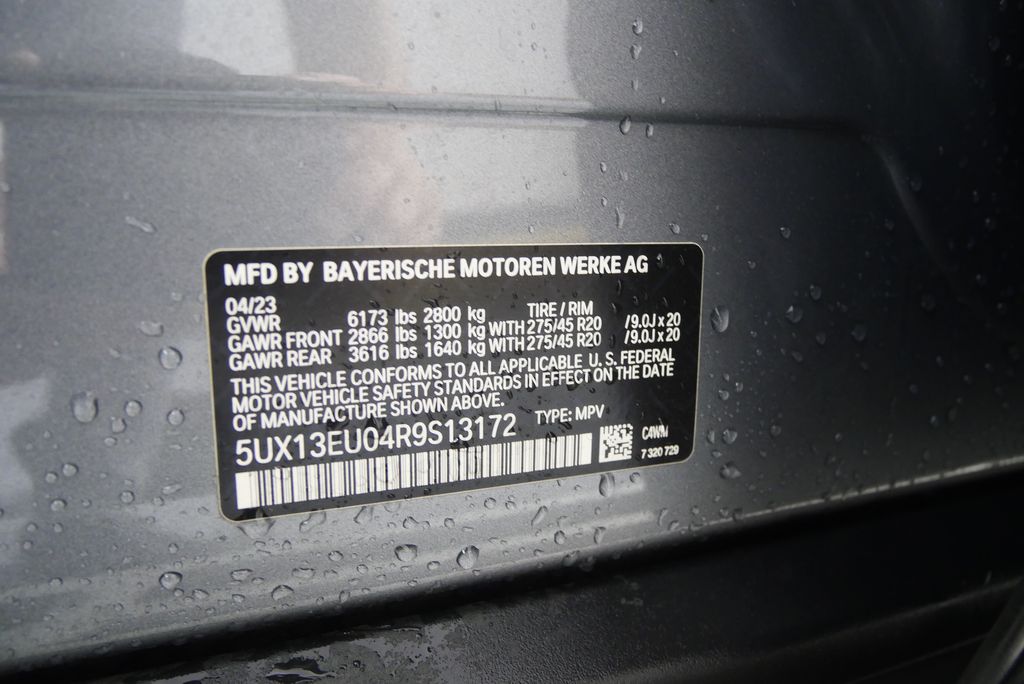 MFD BY BAYERISCHE MOTOREN WERKE AG
04/23 TIRE / RIM
GVWR 6173 lbs 2800 kg
GAWR FRONT 2866 lbs 1300 kg WITH 275/45 R20 /9.0J x 20
GAWR REAR 3616 lbs 1640 kg WITH 275/45 R20 /9.0J x 20
THIS VEHICLE CONFORMS TO ALL APPLICABLE U. S. FEDERAL
MOTOR VEHICLE SAFETY STANDARDS IN EFFECT ON THE DATE
OF MANUFACTURE SHOWN ABOVE.
TYPE: MPV
5UX13EU04R9S13172
C4WM
7 320 729